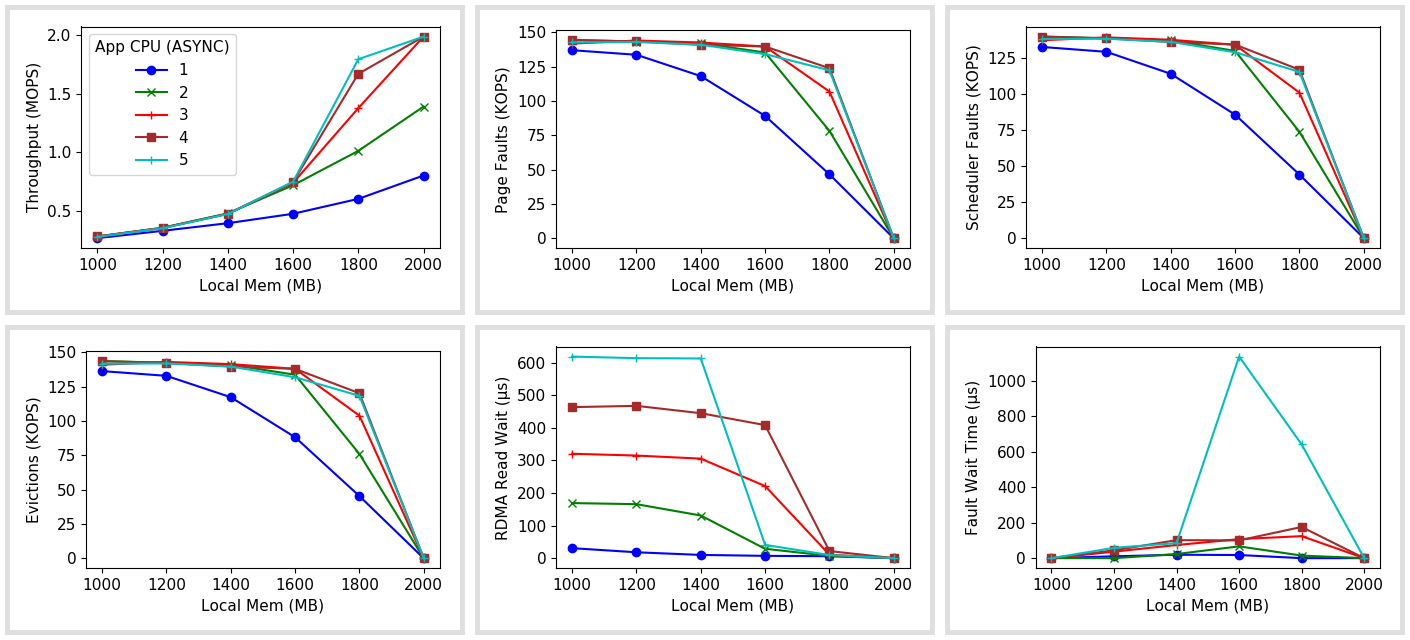 Throughput (MOPS)
2.0
1.5
1.0
0.5
App CPU (ASYNC)
1
2
3
4
5
1000 1200 1400 1600 1800 2000
Local Mem (MB)
Page Faults (KOPS)
150
125
100
75
50
25
0
1000 1200 1400 1600 1800 2000
Local Mem (MB)
Scheduler Faults (KOPS)
125
100
75
50
25
0
1000 1200 1400 1600 1800 2000
Local Mem (MB)
Evictions (KOPS)
150
125
100
75
50
25
0
1000 1200 1400 1600 1800 2000
Local Mem (MB)
RDMA Read Wait (µs)
600
500
400
300
200
100
0
1000 1200 1400 1600 1800 2000
Local Mem (MB)
Fault Wait Time (µs)
1000
800
600
400
200
0
1000 1200 1400 1600 1800 2000
Local Mem (MB)